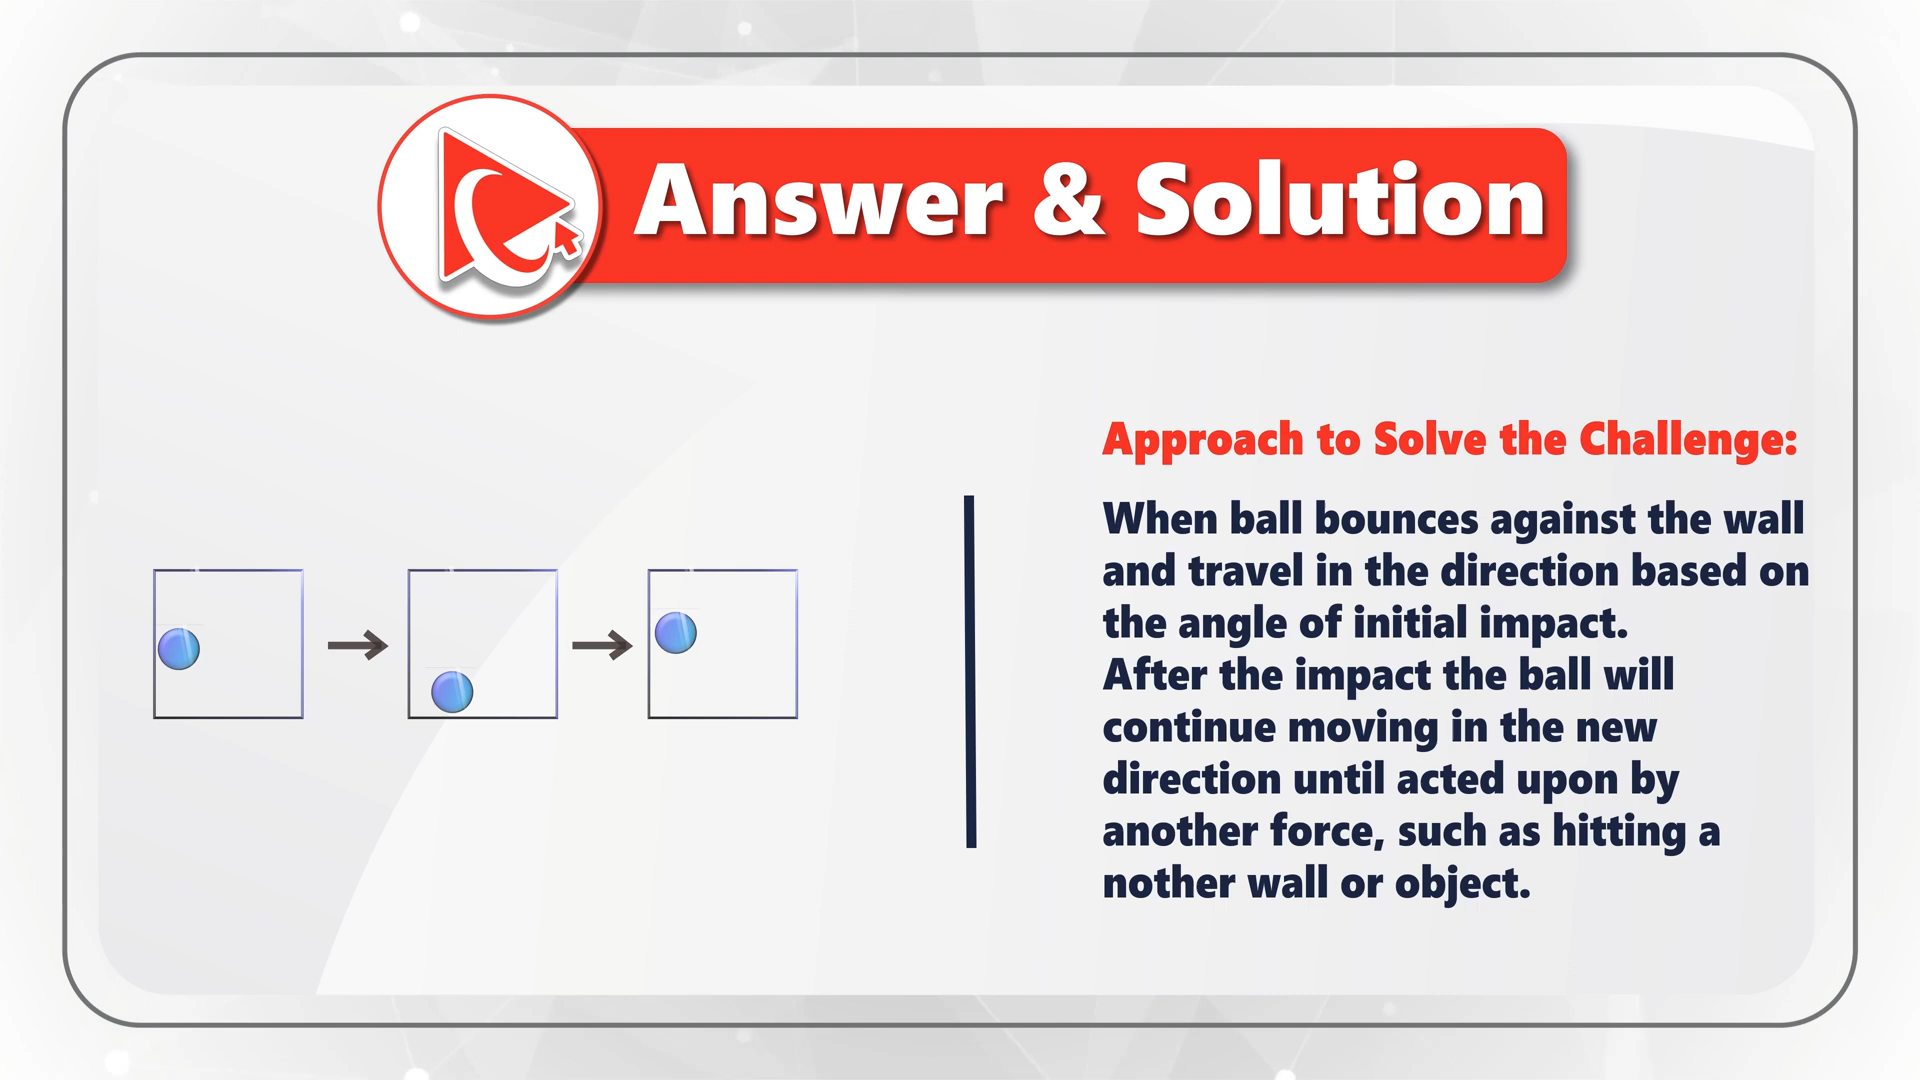 Answer & Solution
Approach to Solve the Challenge:
When ball bounces against the wall
and travel in the direction based on
the angle of initial impact.
After the impact the ball will
continue moving in the new
direction until acted upon by
another force, such as hitting a
nother wall or object.